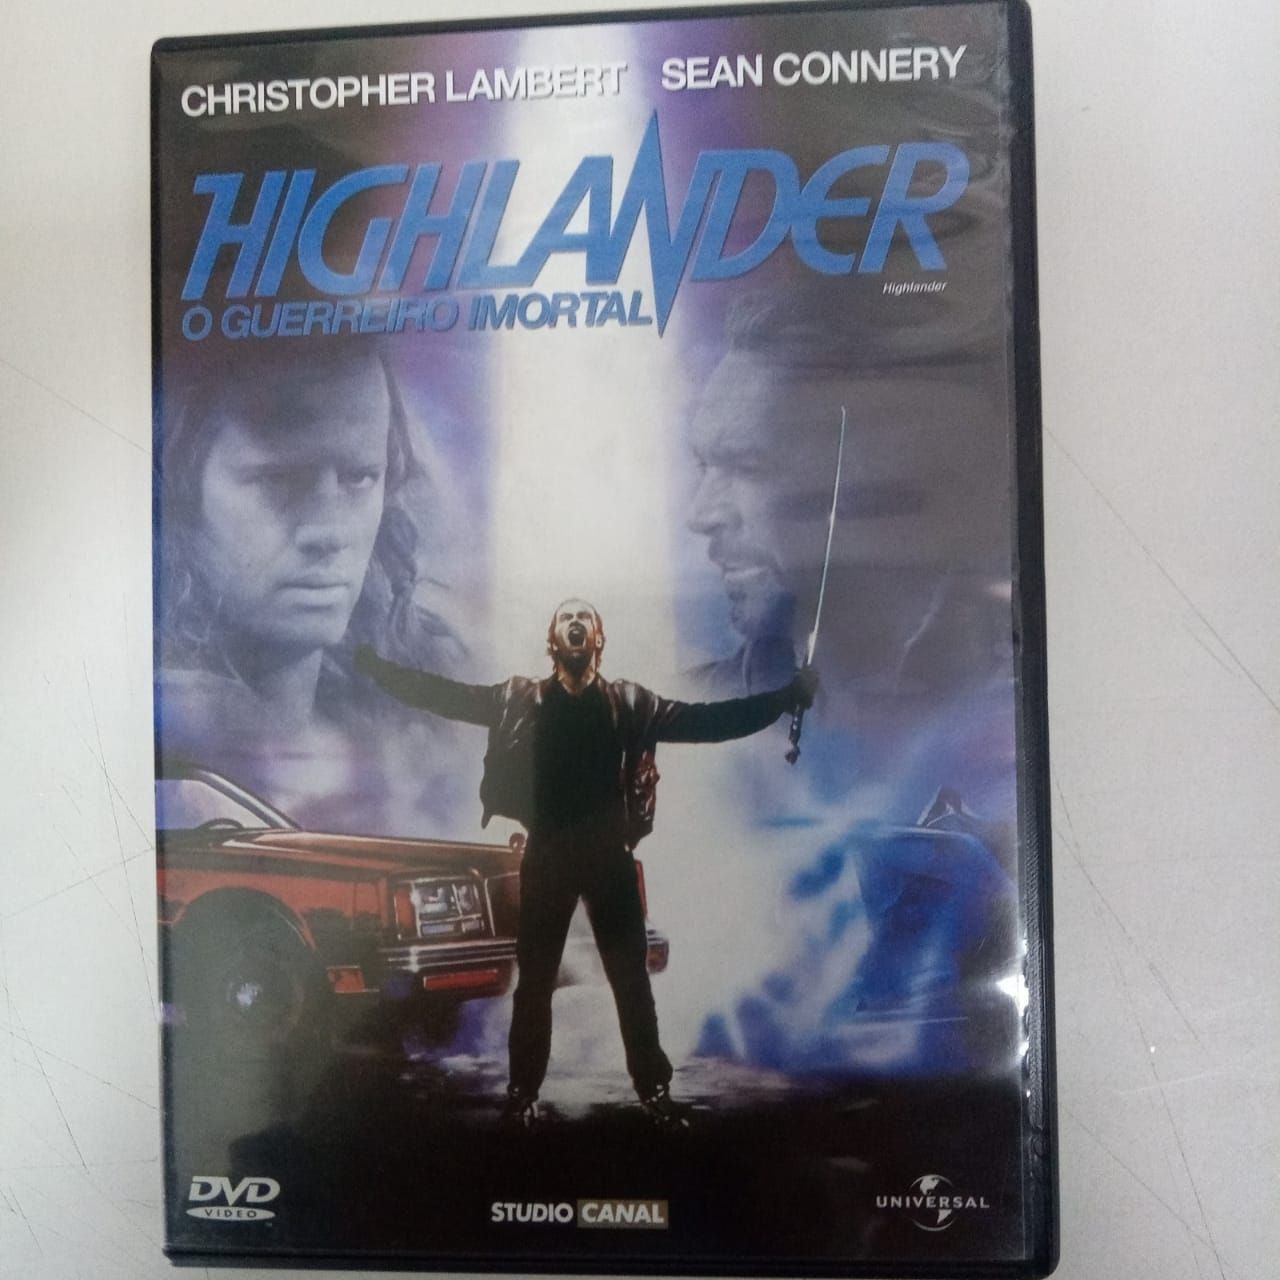 CHRISTOPHER LAMBERT SEAN CONNERY
HIGHLANDER
Highlander
O GUERREIRO IMORTAL
DVD
VIDEO
STUDIO CANAL
UNIVERSAL